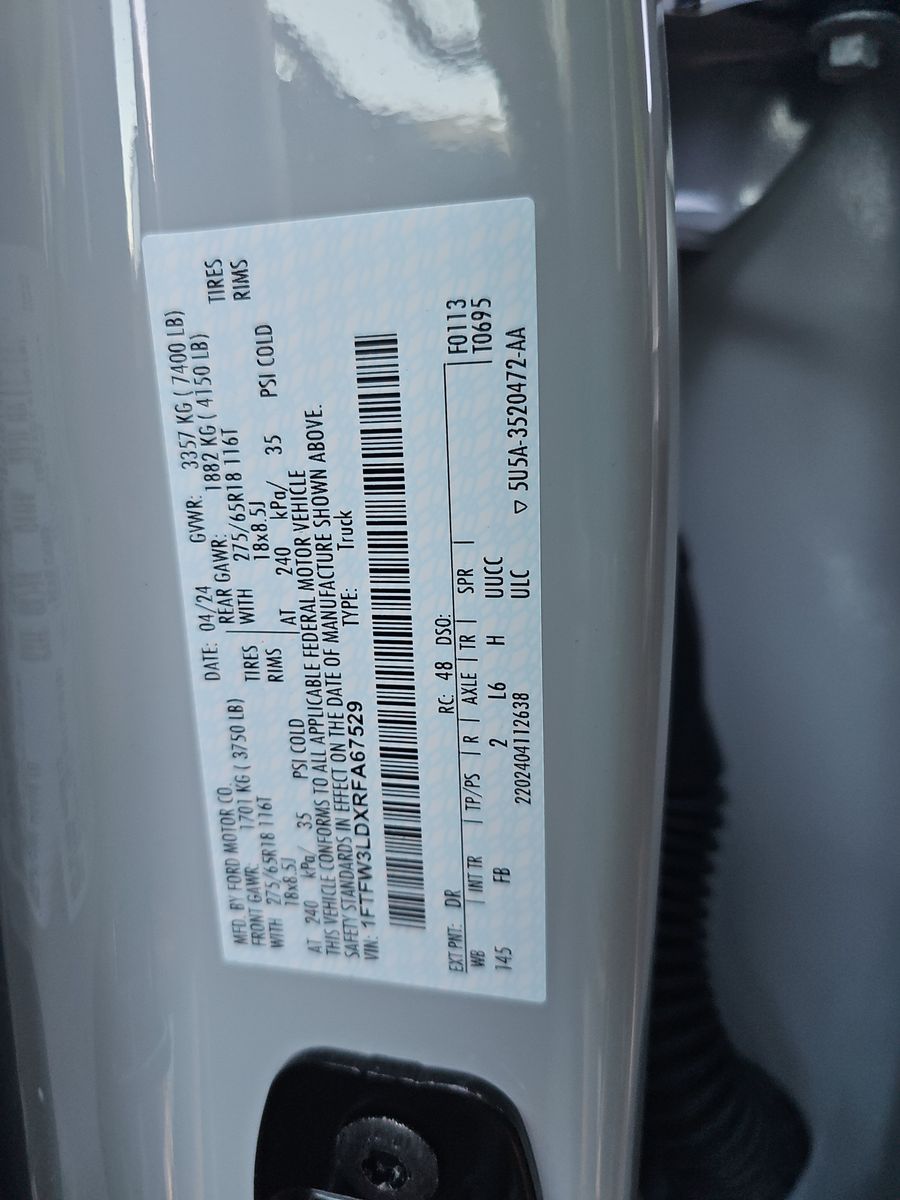 MFD. BY FORD MOTOR CO. DATE: 04/24 GVWR: 3357 KG ( 7400 LB)
FRONT GAWR: 1701 KG ( 3750 LB) REAR GAWR: 1882 KG ( 4150 LB)
WITH 275/65R18 116T TIRES WITH 275/65R18 116T TIRES
18x8.5J RIMS 18x8.5J RIMS
AT 240 kPa/ 35 PSI COLD AT 240 kPa/ 35 PSI COLD
THIS VEHICLE CONFORMS TO ALL APPLICABLE FEDERAL MOTOR VEHICLE
SAFETY STANDARDS IN EFFECT ON THE DATE OF MANUFACTURE SHOWN ABOVE.
VIN: 1FTFW3LDXRFA67529 TYPE: Truck
EXT PNT: DR RC: 48 DSO: F0113
WB INT TR TP/PS R AXLE TR SPR T0695
145 FB 2 L6 H UUCC
2202404112638 ULC ▽ 5U5A-3520472-AA